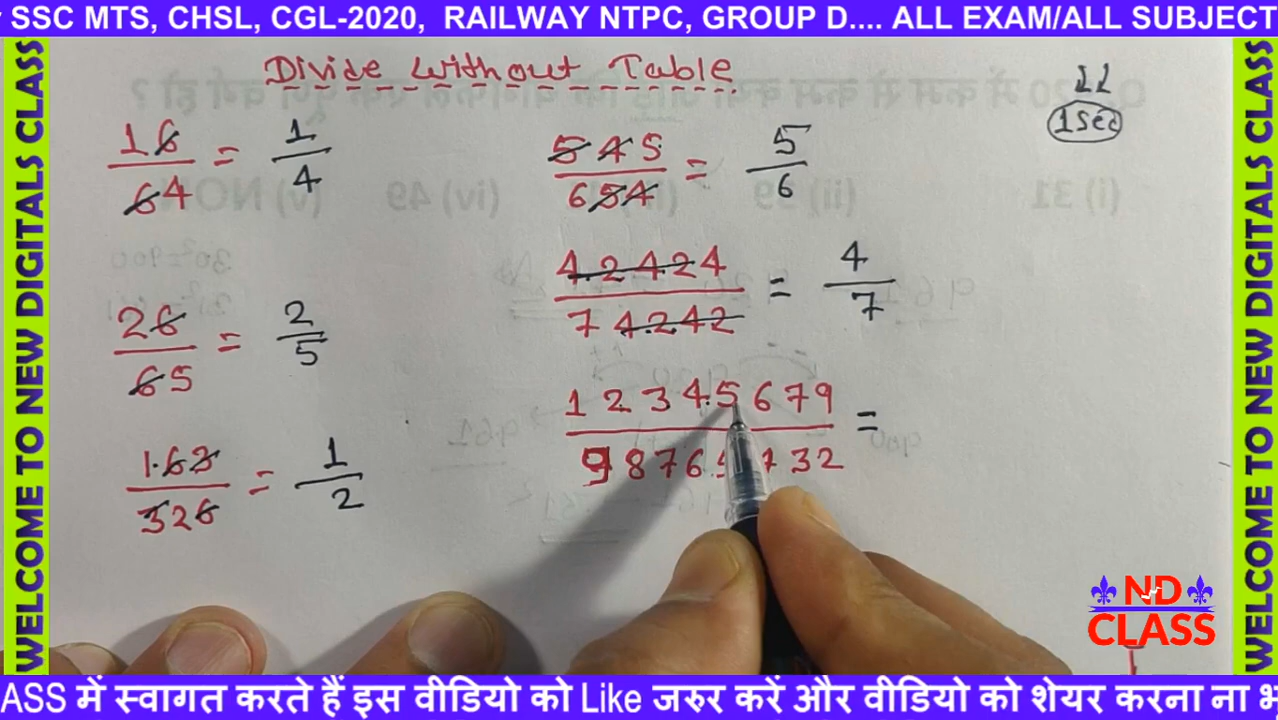 SSC MTS, CHSL, CGL-2020, RAILWAY NTPC, GROUP D.... ALL EXAM/ALL SUBJECT
WELCOME TO NEW DIGITALS CLASS
Divide Without Table
1 Sec
16/64 = 1/4
545/654 = 5/6
42424/74242 = 4/7
26/65 = 2/5
12345679/ =
163/326 = 1/2
ND
CLASS
WELCOME TO NEW DIGITALS CLASS
ASS में स्वागत करते हैं इस वीडियो को Like जरुर करें और वीडियो को शेयर करना ना